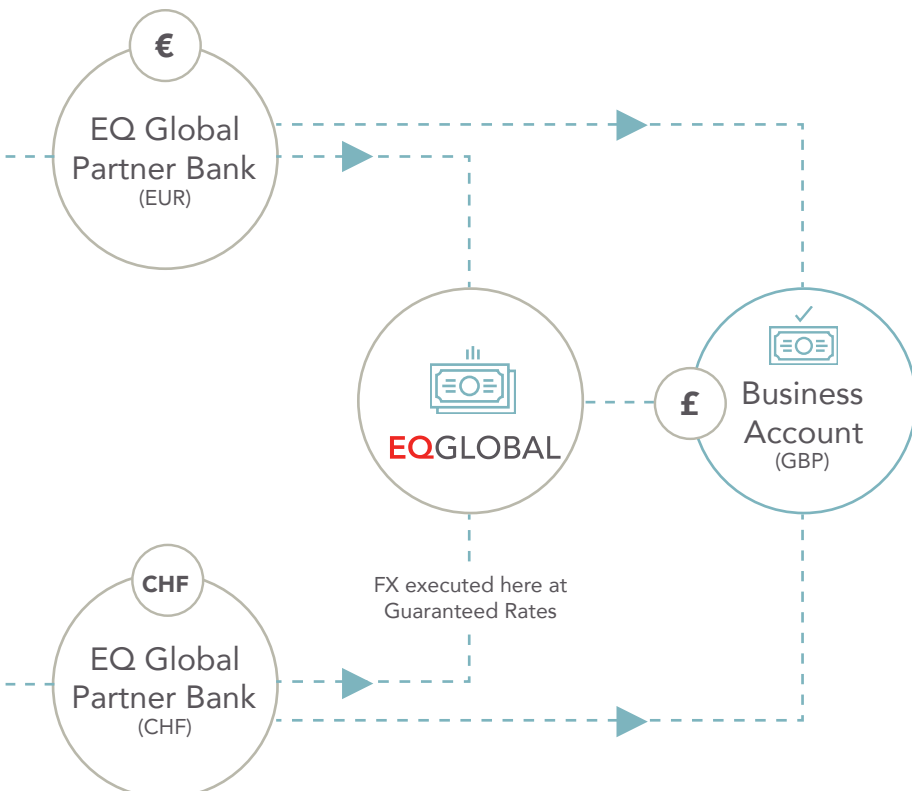 €
EQ Global
Partner Bank
(EUR)
EQGLOBAL
£
Business
Account
(GBP)
FX executed here at
Guaranteed Rates
CHF
EQ Global
Partner Bank
(CHF)